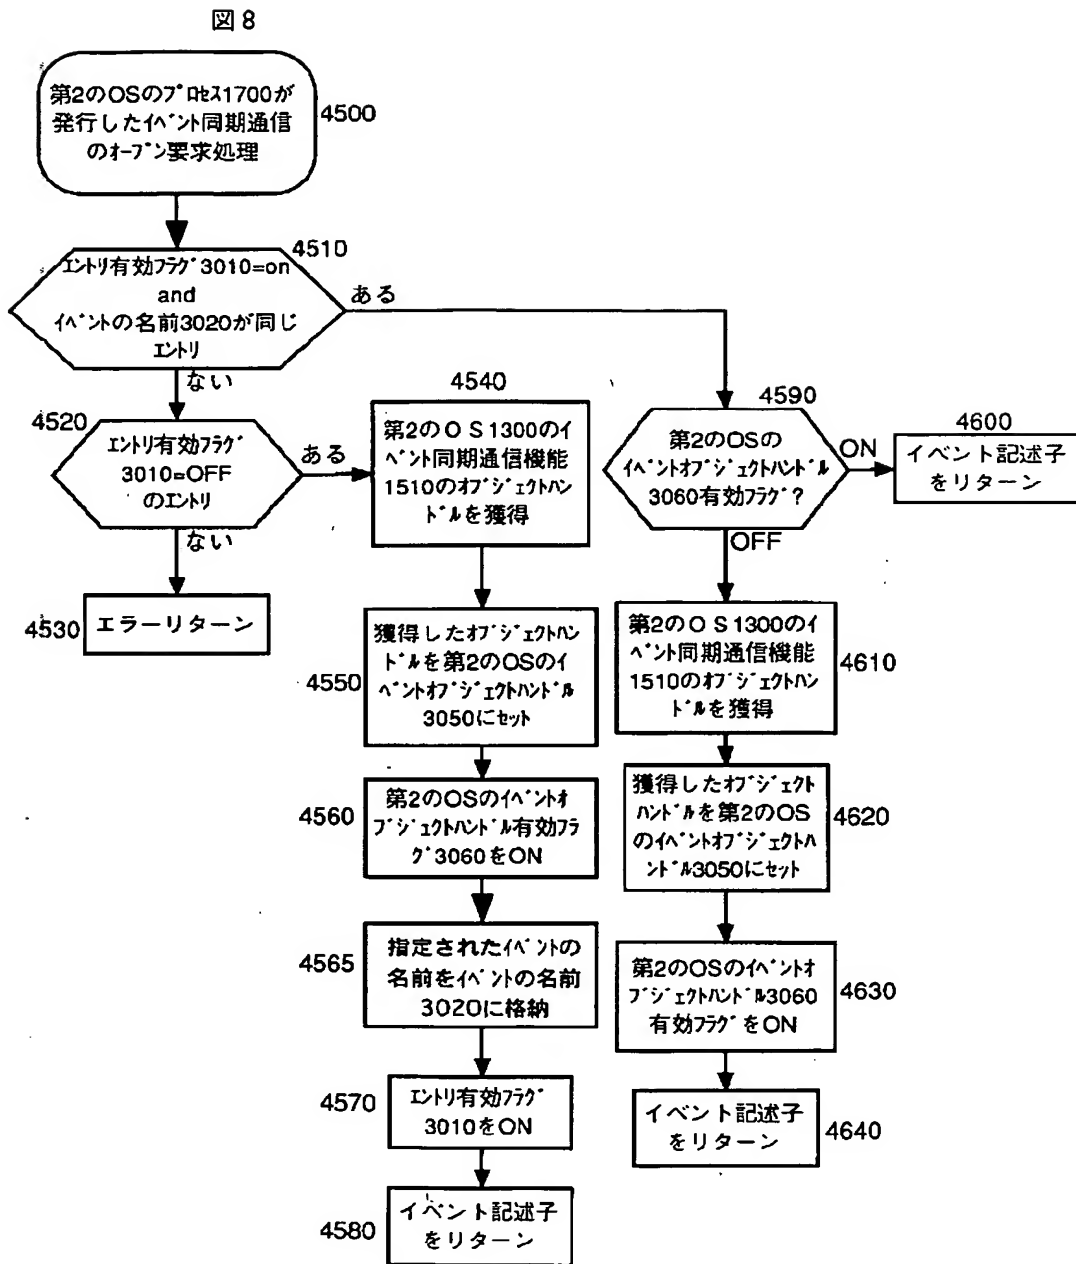 図8
第2のOSのプロセス1700が
発行したイベント同期通信
のオープン要求処理
4500
4510
エントリ有効フラグ3010=on
and
イベントの名前3020が同じ
エントリ
ある
ない
4520
エントリ有効フラグ
3010=OFF
のエントリ
ある
ない
4530
エラーリターン
4540
第2のOS1300のイ
ベント同期通信機能
1510のオブジェクトハン
ドルを獲得
4550
獲得したオブジェクトハン
ドルを第2のOSのイ
ベントオブジェクトハンドル
3050にセット
4560
第2のOSのイベントオ
ブジェクトハンドル有効フラ
グ3060をON
4565
指定されたイベントの
名前をイベントの名前
3020に格納
4570
エントリ有効フラグ
3010をON
4580
イベント記述子
をリターン
4590
第2のOSの
イベントオブジェクトハンドル
3060有効フラグ?
ON
OFF
4600
イベント記述子
をリターン
第2のOS1300のイ
ベント同期通信機能
1510のオブジェクトハン
ドルを獲得
4610
獲得したオブジェクト
ハンドルを第2のOS
のイベントオブジェクトハ
ンドル3050にセット
4620
第2のOSのイベントオ
ブジェクトハンドル3060
有効フラグをON
4630
イベント記述子
をリターン
4640